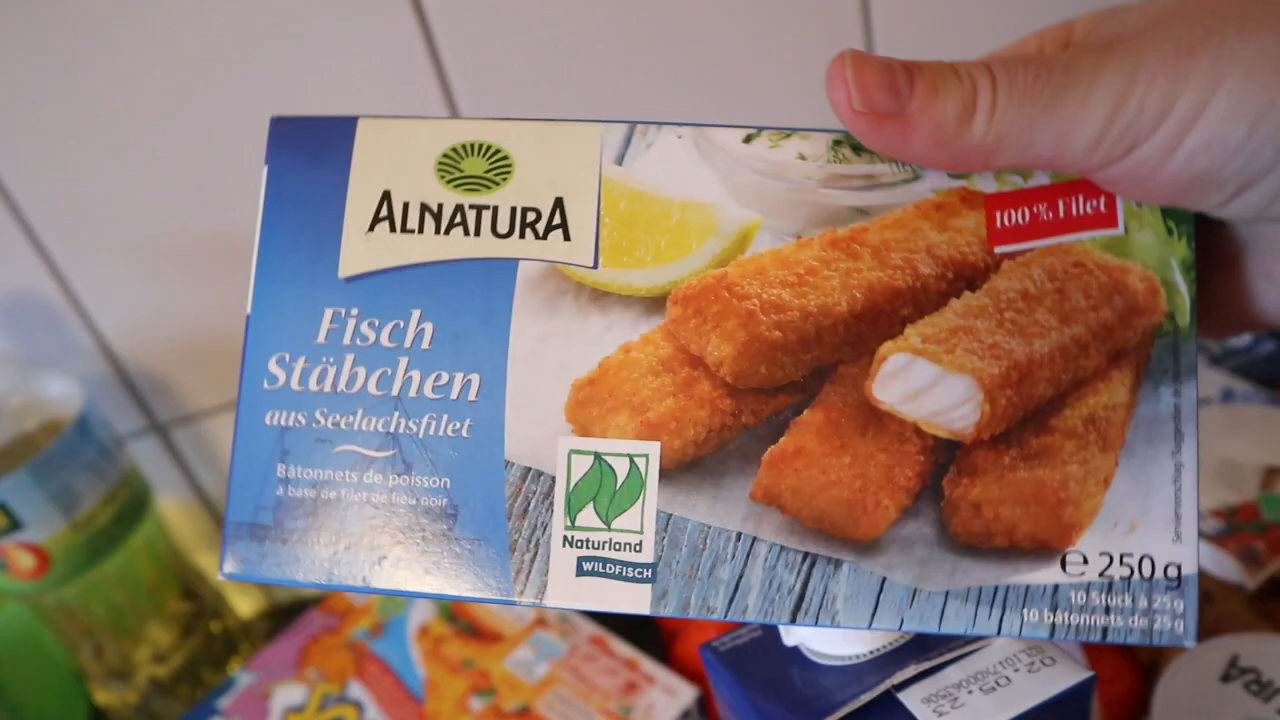 ALNATURA
100% Filet
Fisch
Stäbchen
aus Seelachsfilet
Bâtonnets de poisson
à base de filet de lieu noir
Naturland
WILDFISCH
e 250 g
10 Stück à 25 g
10 bâtonnets de 25 g
02.05.23